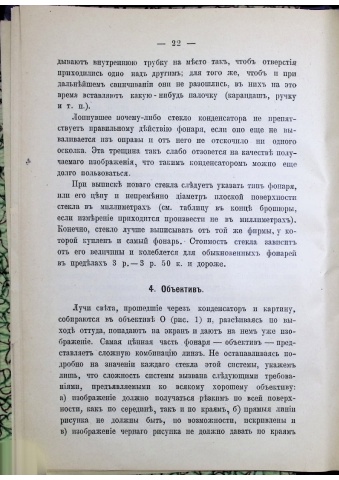 — 22 —
дываютъ внутреннюю трубку на мѣсто такъ, чтобъ отверстія
приходились одно надъ другимъ; для того же, чтобъ и при
дальнѣйшемъ свинчиваніи они не разошлись, въ нихъ на это
время вставляютъ какую-нибудь палочку (карандашъ, ручку
и т. п.).
Лопнувшее почему-либо стекло конденсатора не препят-
ствуетъ правильному дѣйствію фонаря, если оно еще не вы-
валивается изъ оправы и отъ него не отскочило ни одного
осколка. Эта трещина такъ слабо отзовется на качествѣ полу-
чаемаго изображенія, что такимъ конденсаторомъ можно еще
долго пользоваться.
При выпискѣ новаго стекла слѣдуетъ указать типъ фонаря,
или его цѣну и непремѣнно діаметръ плоской поверхности
стекла въ миллиметрахъ (см. таблицу въ концѣ брошюры,
если измѣреніе приходится произвести не въ миллиметрахъ).
Конечно, стекло лучше выписывать отъ той же фирмы, у ко-
торой купленъ и самый фонарь. Стоимость стекла зависитъ
отъ его величины и колеблется для обыкновенныхъ фонарей
въ предѣлахъ 3 р.—3 р. 50 к. и дороже.
4. Объективъ.
Лучи свѣта, прошедшіе черезъ конденсаторъ и картину,
собираются въ объективѣ О (рис. 1) и, разсѣиваясь по вы-
ходѣ оттуда, попадаютъ на экранъ и даютъ на немъ уже изо-
браженіе. Самая цѣнная часть фонаря — объективъ — пред-
ставляетъ сложную комбинацію линзъ. Не останавливаясь по-
дробно на значеніи каждаго стекла этой системы, укажемъ
лишь, что сложность системы вызвана слѣдующими требова-
ніями, предъявляемыми ко всякому хорошему объективу:
а) изображеніе должно получаться рѣзкимъ по всей поверх-
ности, какъ по серединѣ, такъ и по краямъ, б) прямыя линіи
рисунка не должны быть, по возможности, искривлены и
в) изображеніе чернаго рисунка не должно давать по краямъ